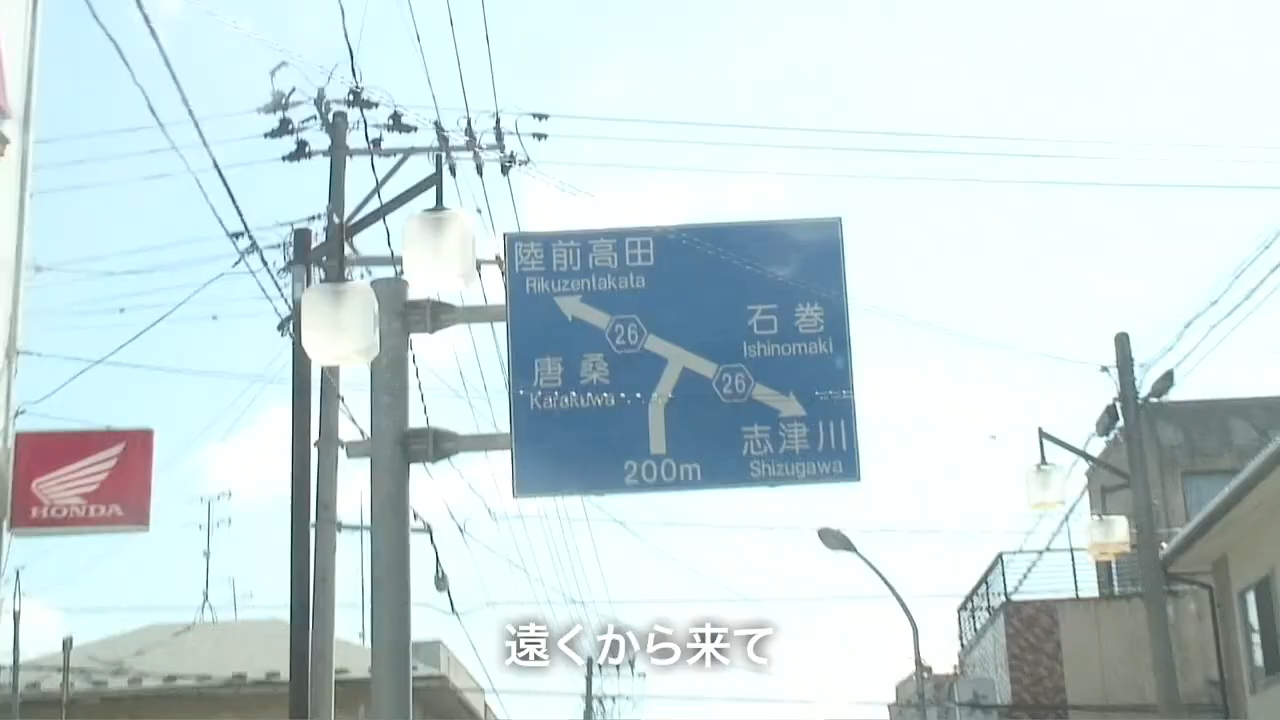 陸前高田
Rikuzentakata
26
石巻
Ishinomaki
唐桑
Karakuwa
26
志津川
Shizugawa
200m
HONDA
遠くから来て